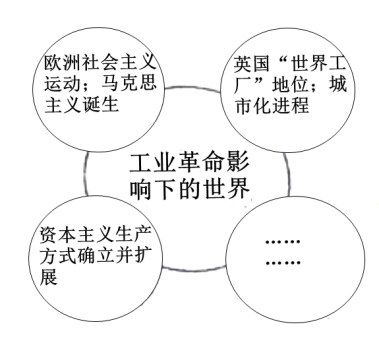 欧洲社会主义
运动；马克思
主义诞生
英国“世界工
厂”地位；城
市化进程
工业革命影
响下的世界
资本主义生产
方式确立并扩
展
……
……